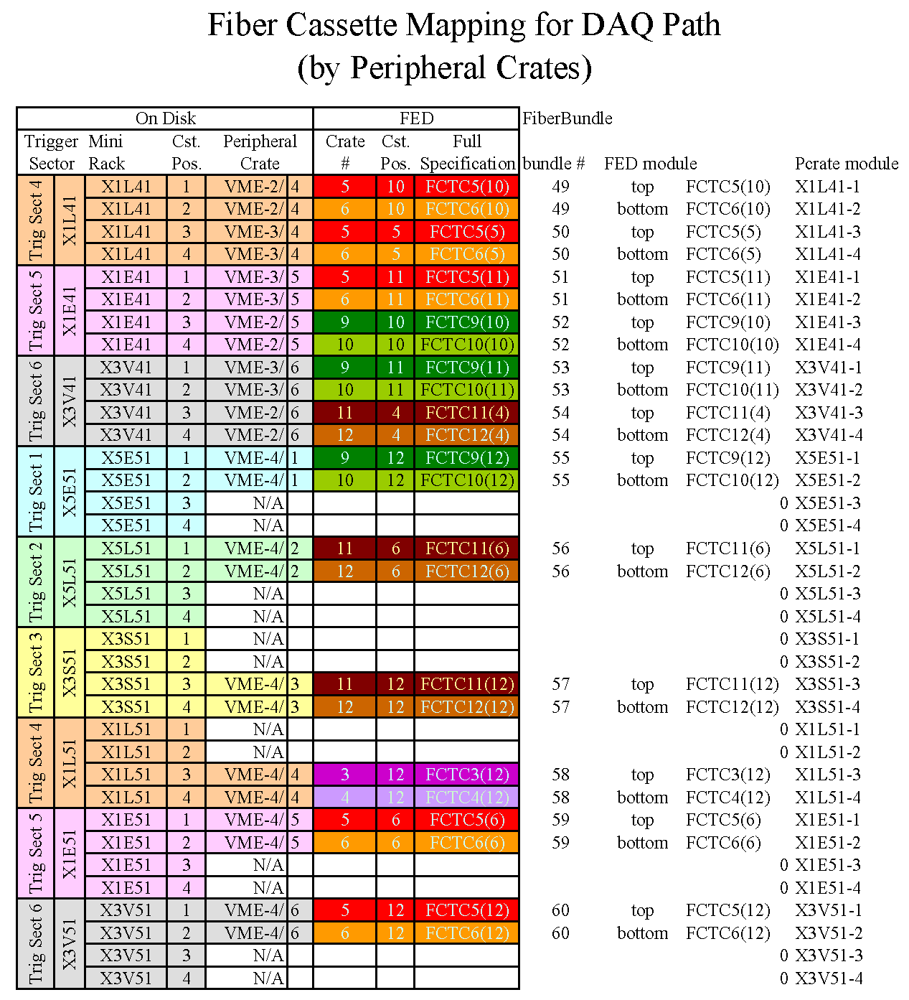 Fiber Cassette Mapping for DAQ Path
(by Peripheral Crates)
On Disk FED FiberBundle
Trigger Mini Cst. Peripheral Crate Cst. Full
Sector Rack Pos. Crate # Pos. Specification bundle # FED module Pcrate module
Trig Sect 4 X1L41
X1L41 1 VME-2/ 4 5 10 FCTC5(10) 49 top FCTC5(10) X1L41-1
X1L41 2 VME-2/ 4 6 10 FCTC6(10) 49 bottom FCTC6(10) X1L41-2
X1L41 3 VME-3/ 4 5 5 FCTC5(5) 50 top FCTC5(5) X1L41-3
X1L41 4 VME-3/ 4 6 5 FCTC6(5) 50 bottom FCTC6(5) X1L41-4
Trig Sect 5 X1E41
X1E41 1 VME-3/ 5 5 11 FCTC5(11) 51 top FCTC5(11) X1E41-1
X1E41 2 VME-3/ 5 6 11 FCTC6(11) 51 bottom FCTC6(11) X1E41-2
X1E41 3 VME-2/ 5 9 10 FCTC9(10) 52 top FCTC9(10) X1E41-3
X1E41 4 VME-2/ 5 10 10 FCTC10(10) 52 bottom FCTC10(10) X1E41-4
Trig Sect 6 X3V41
X3V41 1 VME-3/ 6 9 11 FCTC9(11) 53 top FCTC9(11) X3V41-1
X3V41 2 VME-3/ 6 10 11 FCTC10(11) 53 bottom FCTC10(11) X3V41-2
X3V41 3 VME-2/ 6 11 4 FCTC11(4) 54 top FCTC11(4) X3V41-3
X3V41 4 VME-2/ 6 12 4 FCTC12(4) 54 bottom FCTC12(4) X3V41-4
Trig Sect 1 X5E51
X5E51 1 VME-4/ 1 9 12 FCTC9(12) 55 top FCTC9(12) X5E51-1
X5E51 2 VME-4/ 1 10 12 FCTC10(12) 55 bottom FCTC10(12) X5E51-2
X5E51 3 N/A 0 X5E51-3
X5E51 4 N/A 0 X5E51-4
Trig Sect 2 X5L51
X5L51 1 VME-4/ 2 11 6 FCTC11(6) 56 top FCTC11(6) X5L51-1
X5L51 2 VME-4/ 2 12 6 FCTC12(6) 56 bottom FCTC12(6) X5L51-2
X5L51 3 N/A 0 X5L51-3
X5L51 4 N/A 0 X5L51-4
Trig Sect 3 X3S51
X3S51 1 N/A 0 X3S51-1
X3S51 2 N/A 0 X3S51-2
X3S51 3 VME-4/ 3 11 12 FCTC11(12) 57 top FCTC11(12) X3S51-3
X3S51 4 VME-4/ 3 12 12 FCTC12(12) 57 bottom FCTC12(12) X3S51-4
Trig Sect 4 X1L51
X1L51 1 N/A 0 X1L51-1
X1L51 2 N/A 0 X1L51-2
X1L51 3 VME-4/ 4 3 12 FCTC3(12) 58 top FCTC3(12) X1L51-3
X1L51 4 VME-4/ 4 4 12 FCTC4(12) 58 bottom FCTC4(12) X1L51-4
Trig Sect 5 X1E51
X1E51 1 VME-4/ 5 5 6 FCTC5(6) 59 top FCTC5(6) X1E51-1
X1E51 2 VME-4/ 5 6 6 FCTC6(6) 59 bottom FCTC6(6) X1E51-2
X1E51 3 N/A 0 X1E51-3
X1E51 4 N/A 0 X1E51-4
Trig Sect 6 X3V51
X3V51 1 VME-4/ 6 5 12 FCTC5(12) 60 top FCTC5(12) X3V51-1
X3V51 2 VME-4/ 6 6 12 FCTC6(12) 60 bottom FCTC6(12) X3V51-2
X3V51 3 N/A 0 X3V51-3
X3V51 4 N/A 0 X3V51-4